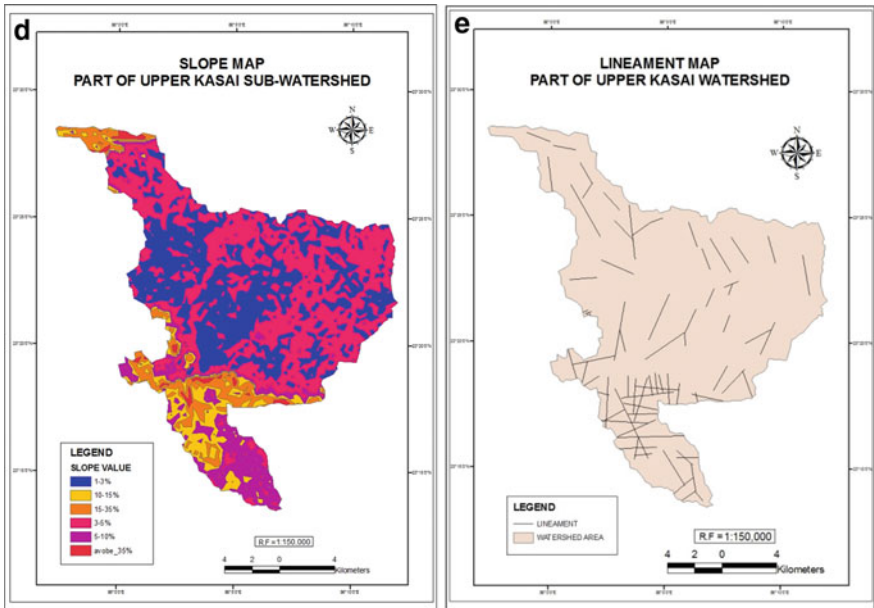 d
SLOPE MAP
PART OF UPPER KASAI SUB-WATERSHED
N
W E
S
LEGEND
SLOPE VALUE
1-3%
10-15%
15-35%
3-5%
5-10%
avobe_35%
R.F=1:150,000
4 2 0 4
Kilometers
e
LINEAMENT MAP
PART OF UPPER KASAI WATERSHED
N
W E
S
LEGEND
LINEAMENT
WATERSHED AREA
R.F=1:150,000
4 2 0 4
Kilometers